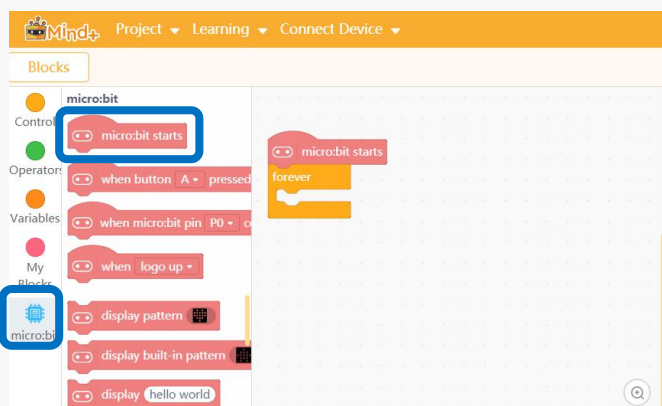 Mind+ Project Learning Connect Device
Blocks
micro:bit
Control
micro:bit starts
micro:bit starts
Operators
when button A pressed
forever
Variables
when micro:bit pin P0
My
Blocks
when logo up
display pattern
micro:bit
display built-in pattern
display hello world